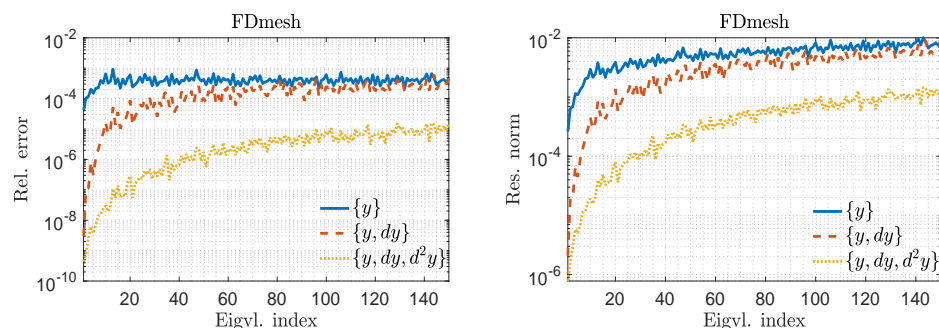 FDmesh
10^-2
10^-4
10^-6
10^-8
10^-10
Rel. error
{y}
{y, dy}
{y, dy, d²y}
20 40 60 80 100 120 140
Eigvl. index
FDmesh
10^-2
10^-4
10^-6
Res. norm
{y}
{y, dy}
{y, dy, d²y}
20 40 60 80 100 120 140
Eigvl. index